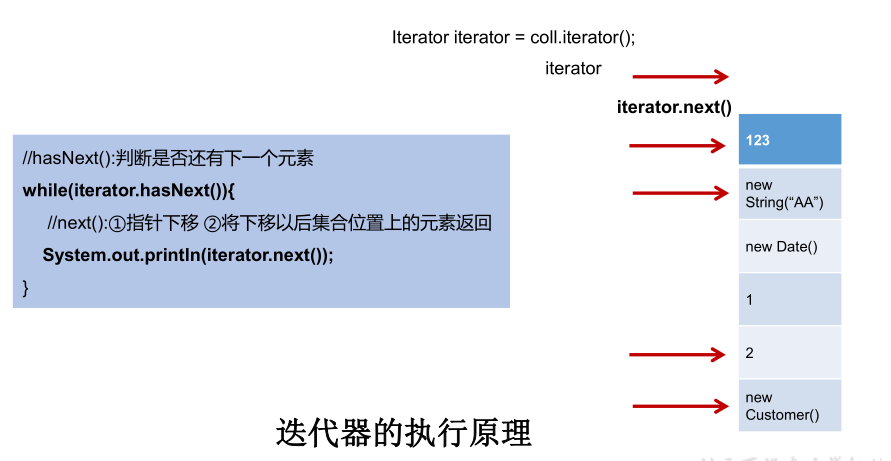 Iterator iterator = coll.iterator();
iterator
iterator.next()
//hasNext():判断是否还有下一个元素
while(iterator.hasNext()){
//next():①指针下移 ②将下移以后集合位置上的元素返回
System.out.println(iterator.next());
}
123
new
String(“AA”)
new Date()
1
2
new
Customer()
迭代器的执行原理